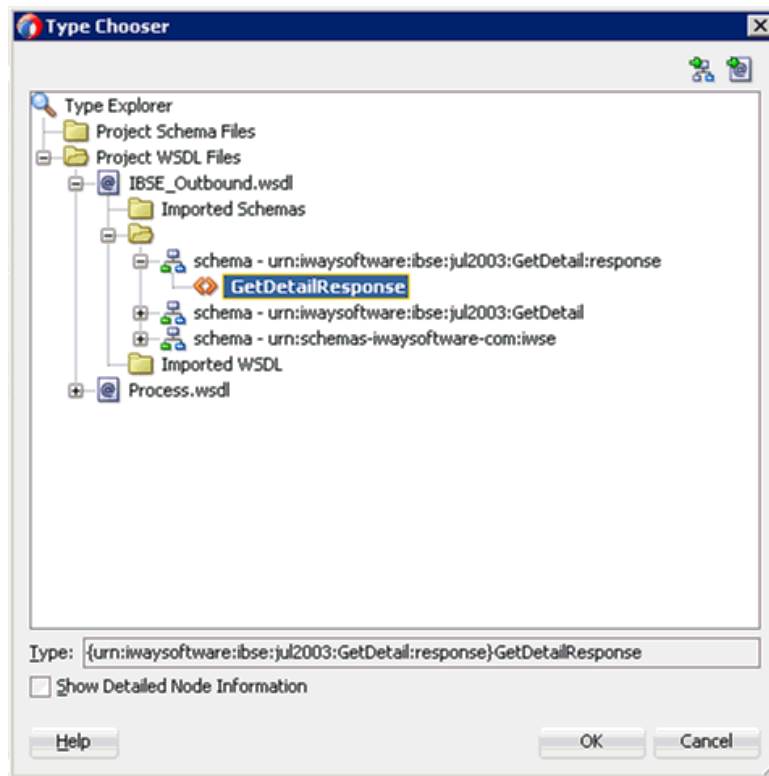 Type Chooser
Type Explorer
Project Schema Files
Project WSDL Files
IBSE_Outbound.wsdl
Imported Schemas
schema - urn:iwaysoftware:ibse:jul2003:GetDetail:response
GetDetailResponse
schema - urn:iwaysoftware:ibse:jul2003:GetDetail
schema - urn:schemas-iwaysoftware-com:iwse
Imported WSDL
Process.wsdl
Type: {urn:iwaysoftware:ibse:jul2003:GetDetail:response}GetDetailResponse
Show Detailed Node Information
Help OK Cancel